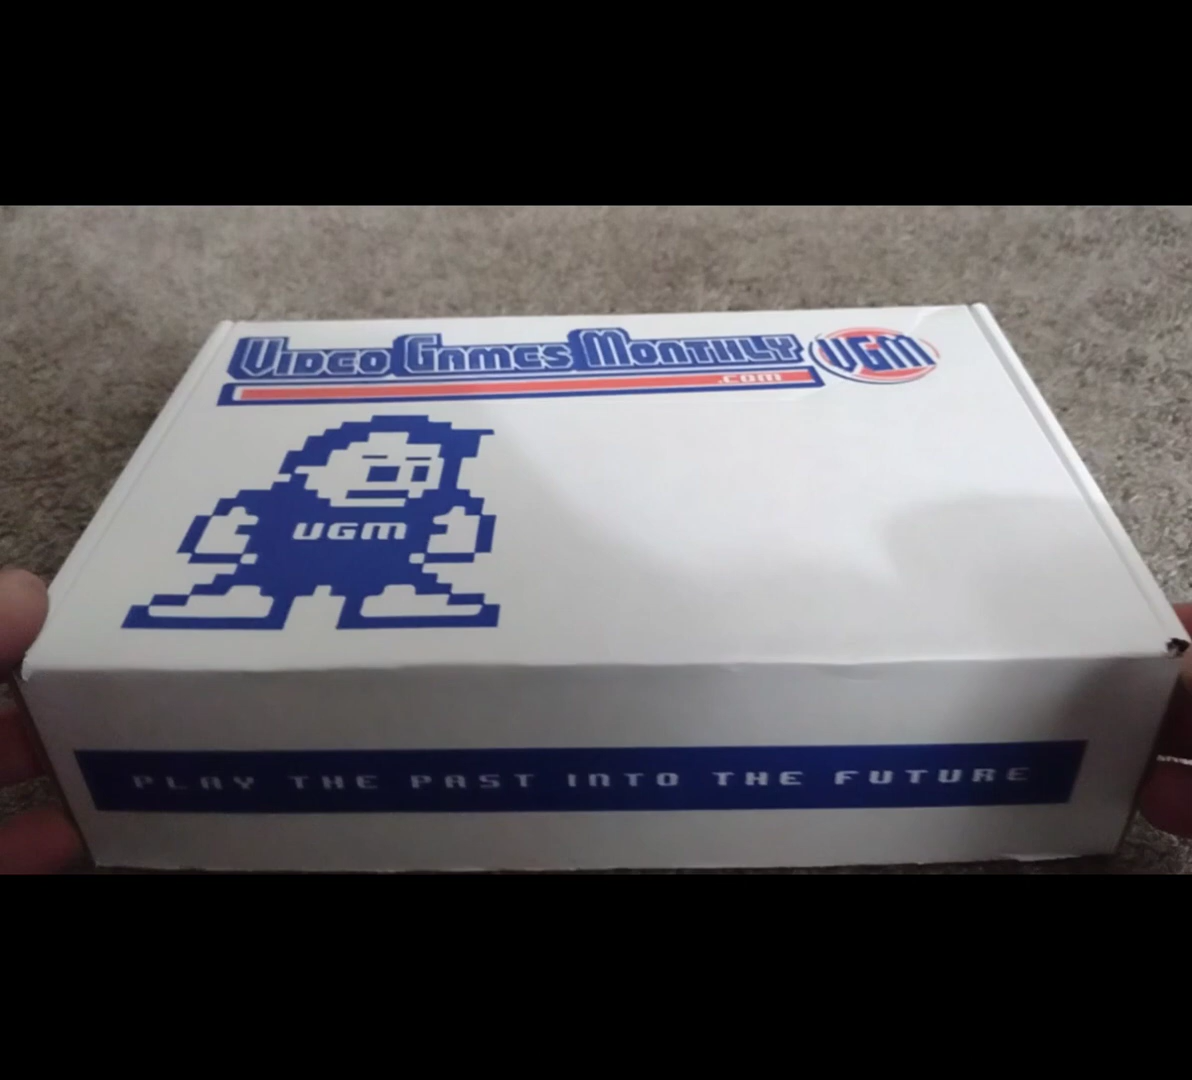 VIDEO GAMES MONTHLY
.COM
VGM
VGM
PLAY THE PAST INTO THE FUTURE